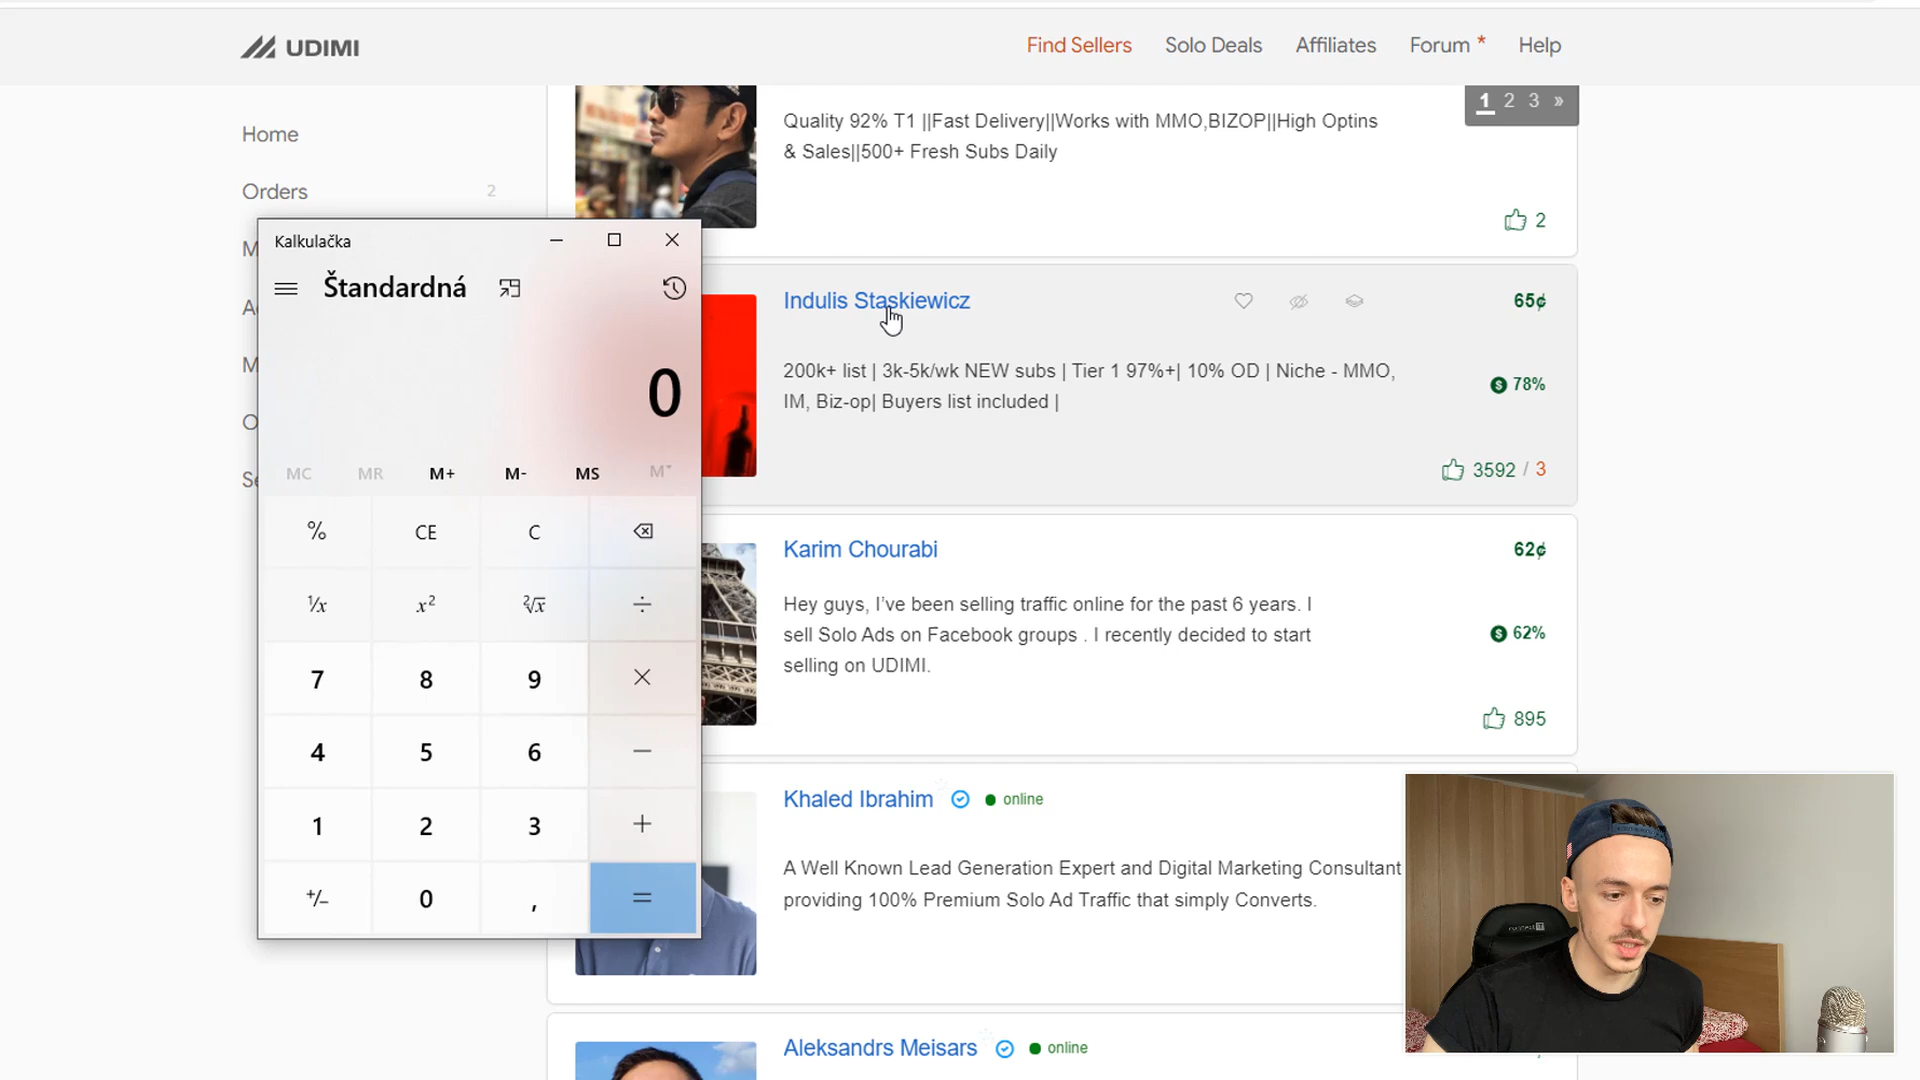 UDIMI
Find Sellers
Solo Deals
Affiliates
Forum *
Help
Home
Orders
2
1 2 3 »
Quality 92% T1 ||Fast Delivery||Works with MMO,BIZOP||High Optins
& Sales||500+ Fresh Subs Daily
2
Kalkulačka
Štandardná
0
MC MR M+ M- MS M˅
% CE C
¹/x x² ²√x ÷
7 8 9 ×
4 5 6 −
1 2 3 +
+/− 0 , =
Indulis Staskiewicz
65¢
200k+ list | 3k-5k/wk NEW subs | Tier 1 97%+| 10% OD | Niche - MMO,
IM, Biz-op| Buyers list included |
78%
3592 / 3
Karim Chourabi
62¢
Hey guys, I've been selling traffic online for the past 6 years. I
sell Solo Ads on Facebook groups . I recently decided to start
selling on UDIMI.
62%
895
Khaled Ibrahim
online
A Well Known Lead Generation Expert and Digital Marketing Consultant
providing 100% Premium Solo Ad Traffic that simply Converts.
Aleksandrs Meisars
online